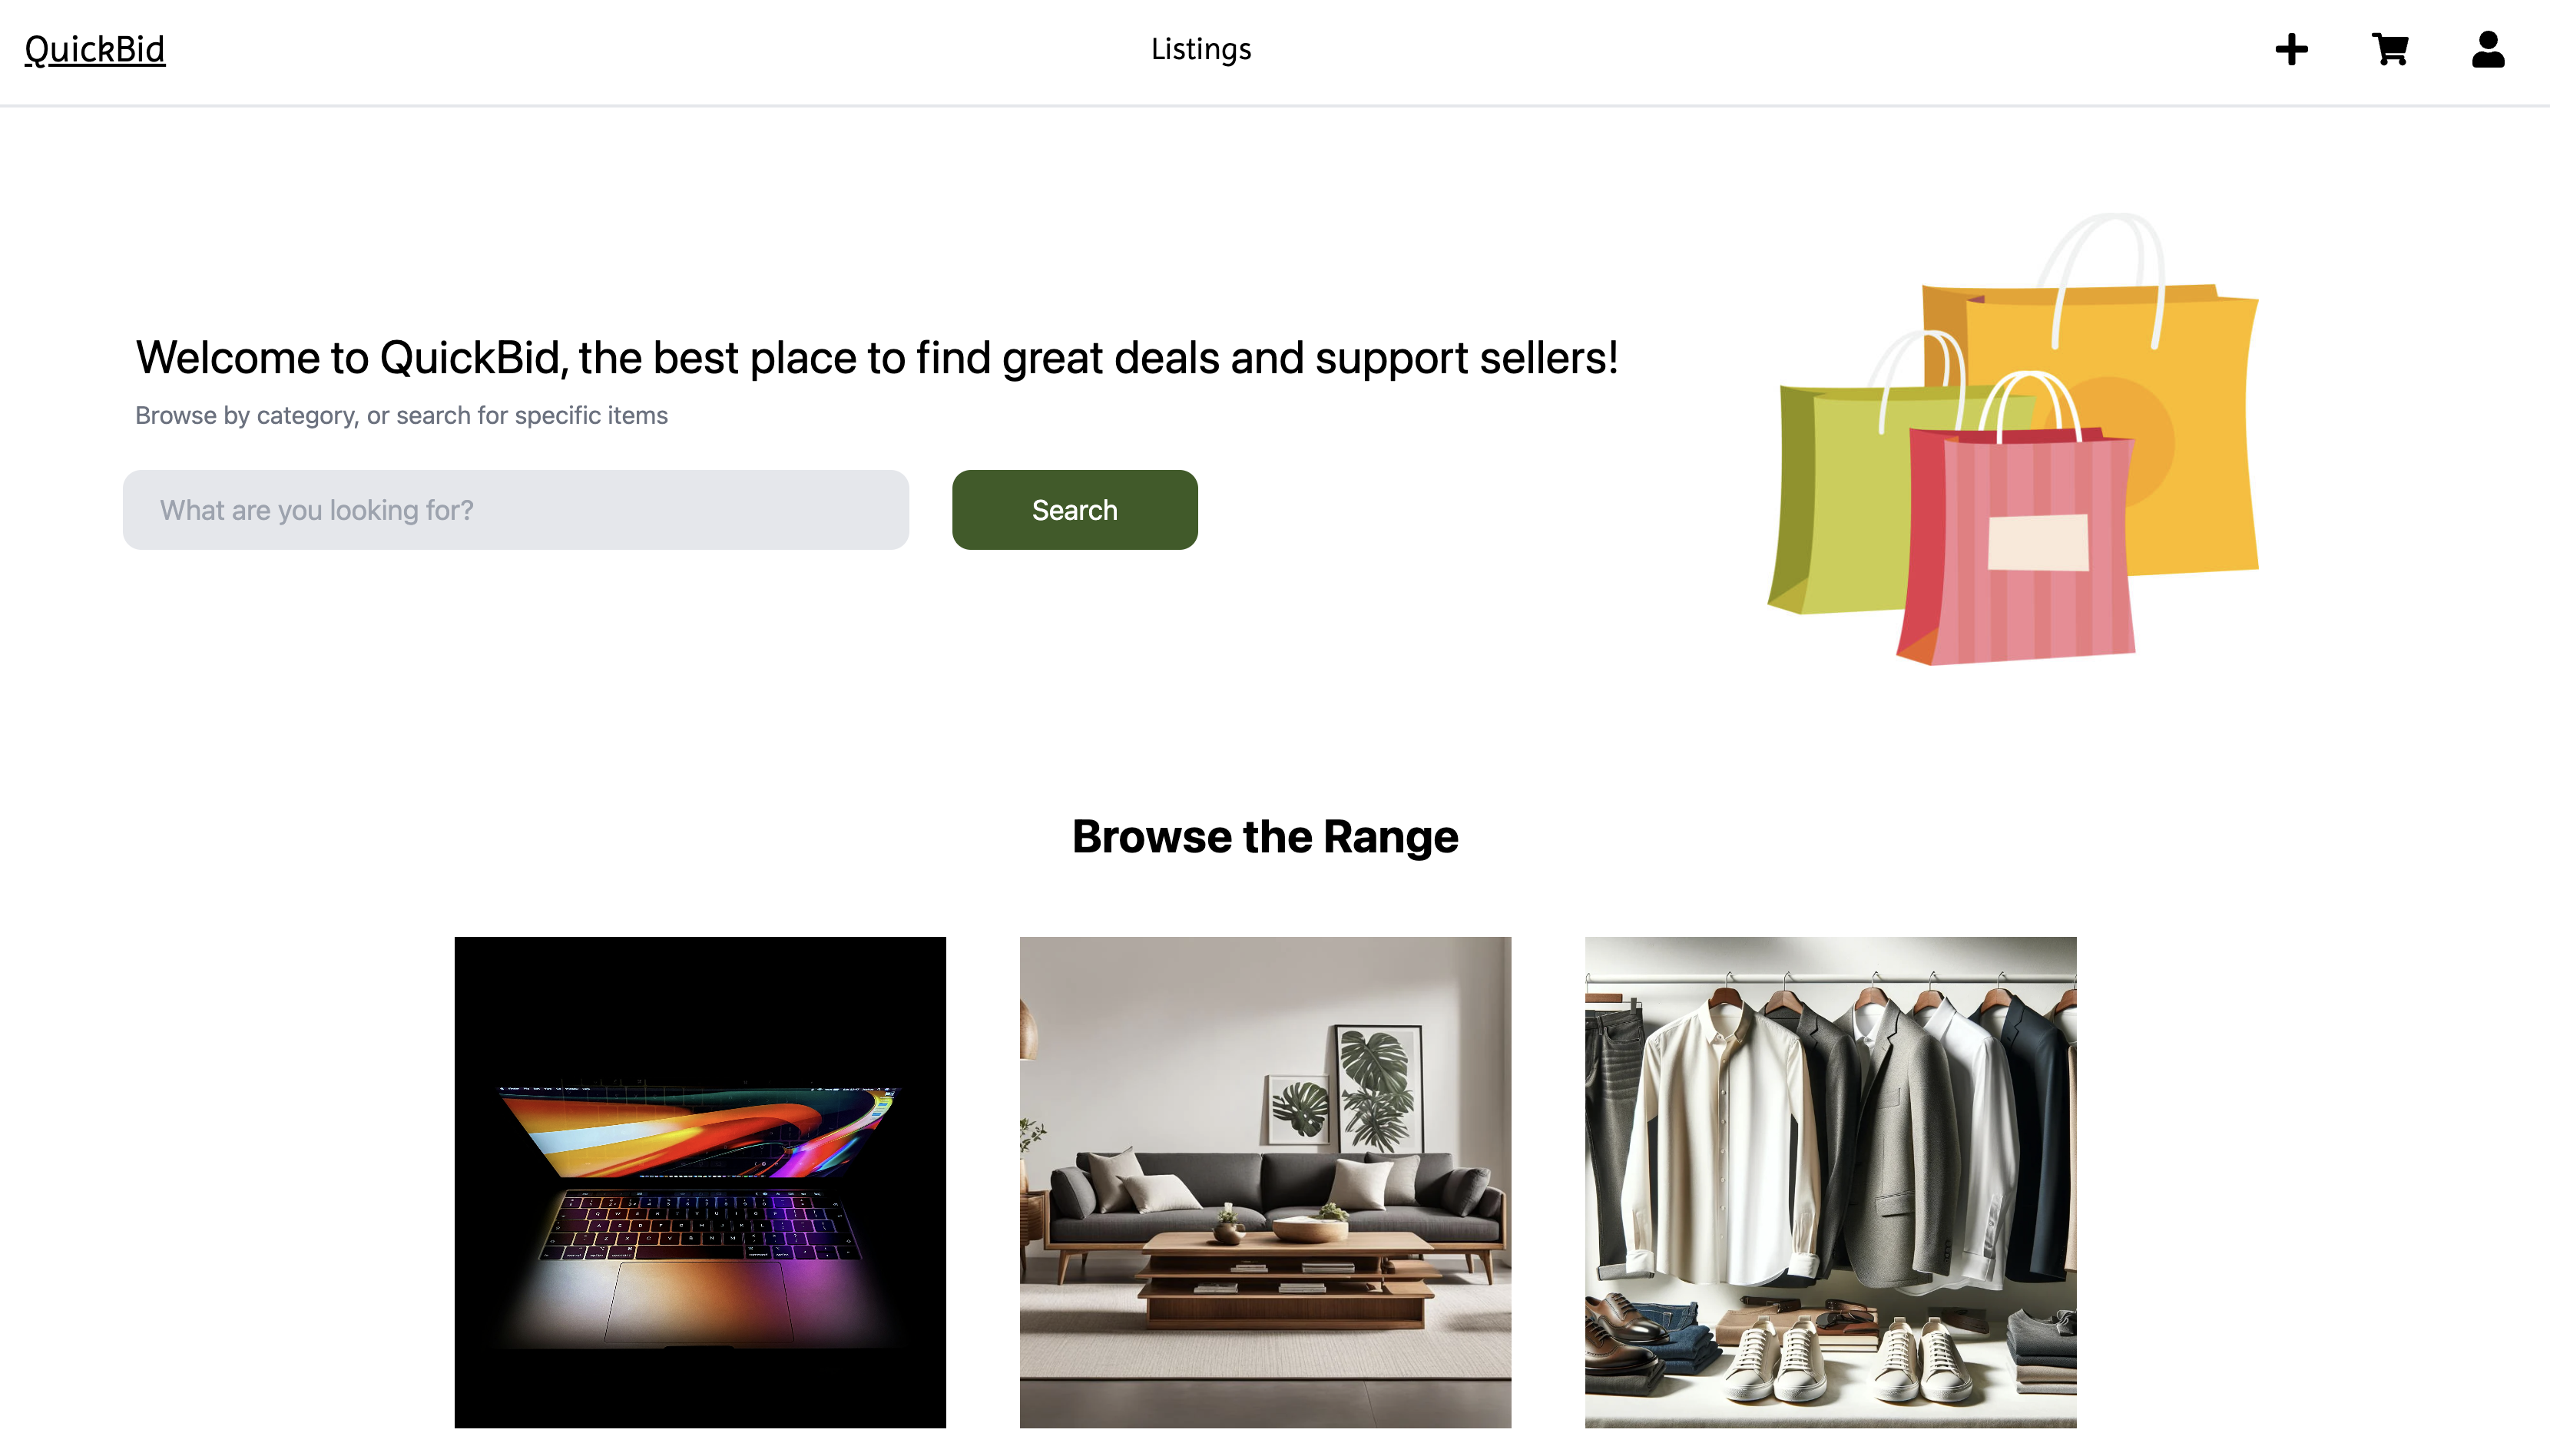 QuickBid
Listings
Welcome to QuickBid, the best place to find great deals and support sellers!
Browse by category, or search for specific items
What are you looking for?
Search
Browse the Range